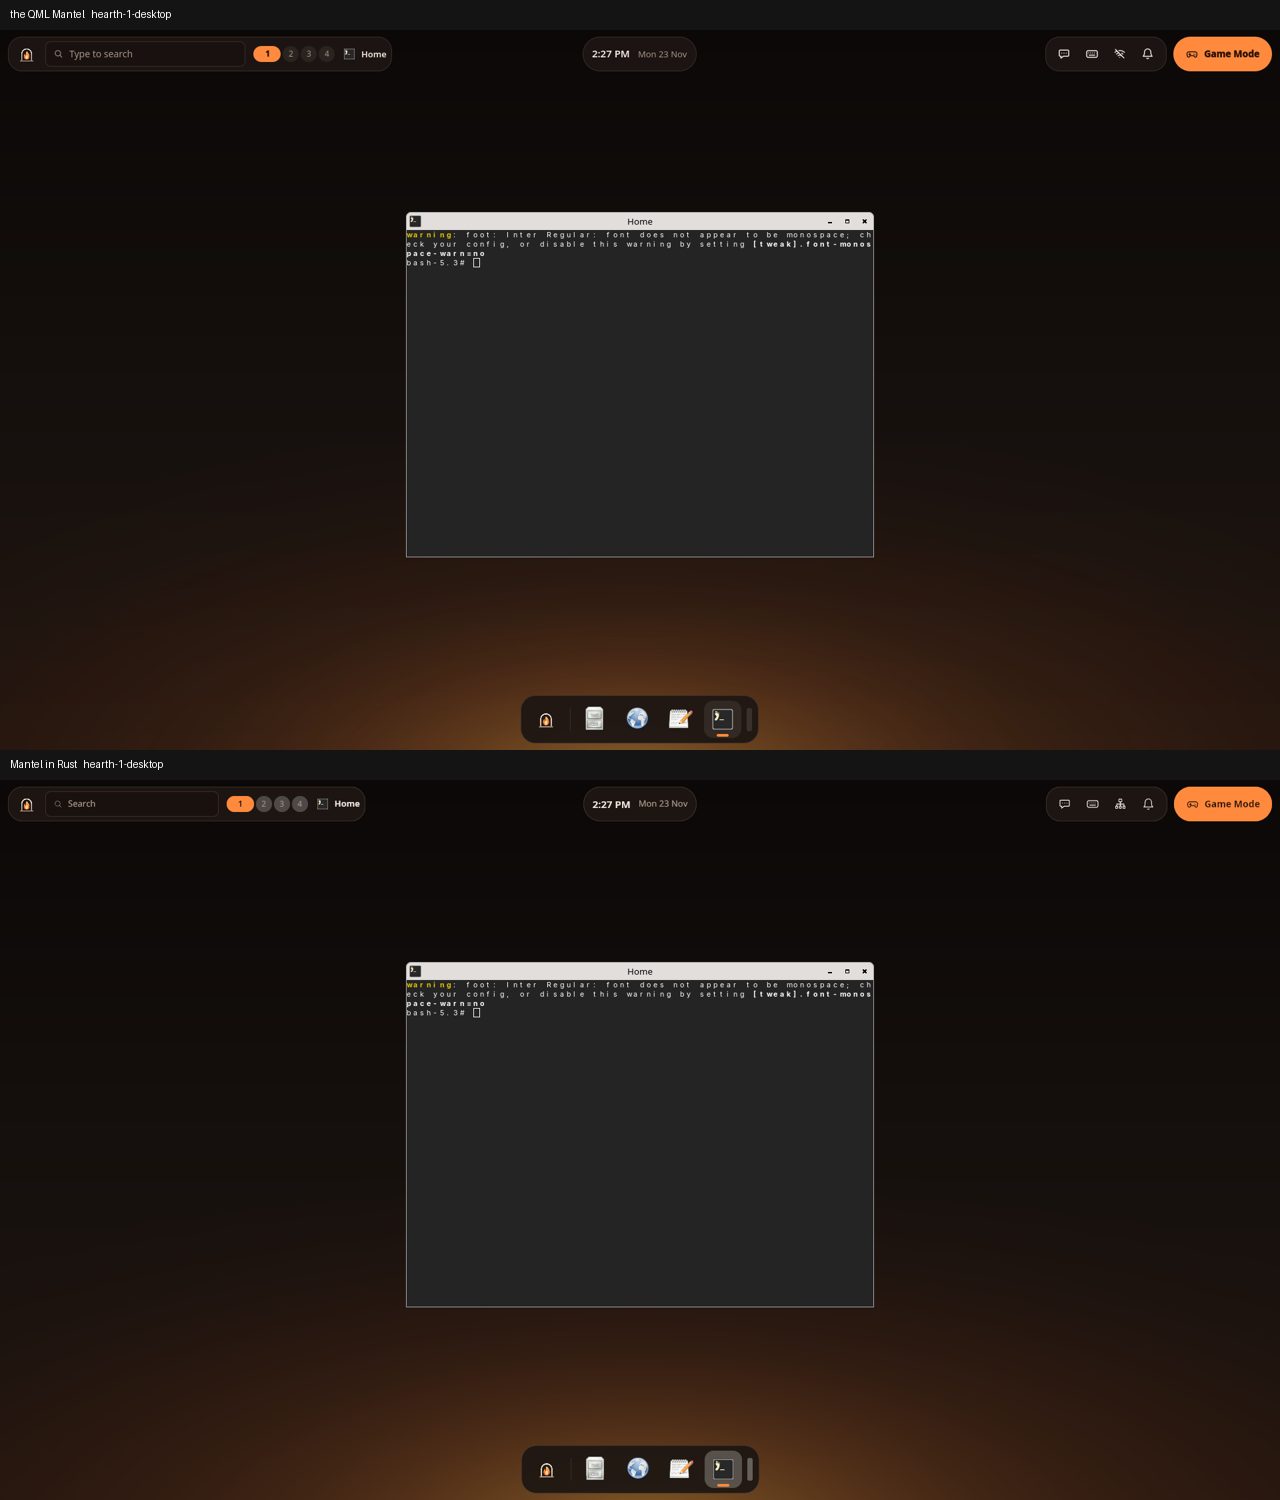 the QML Mantel hearth-1-desktop
Type to search 1 2 3 4 Home 2:27 PM Mon 23 Nov Game Mode
Home
warning: foot: Inter Regular: font does not appear to be monospace; ch
eck your config, or disable this warning by setting [tweak].font-monos
pace-warn=no
bash-5.3#
Mantel in Rust hearth-1-desktop
Search 1 2 3 4 Home 2:27 PM Mon 23 Nov Game Mode
Home
warning: foot: Inter Regular: font does not appear to be monospace; ch
eck your config, or disable this warning by setting [tweak].font-monos
pace-warn=no
bash-5.3#